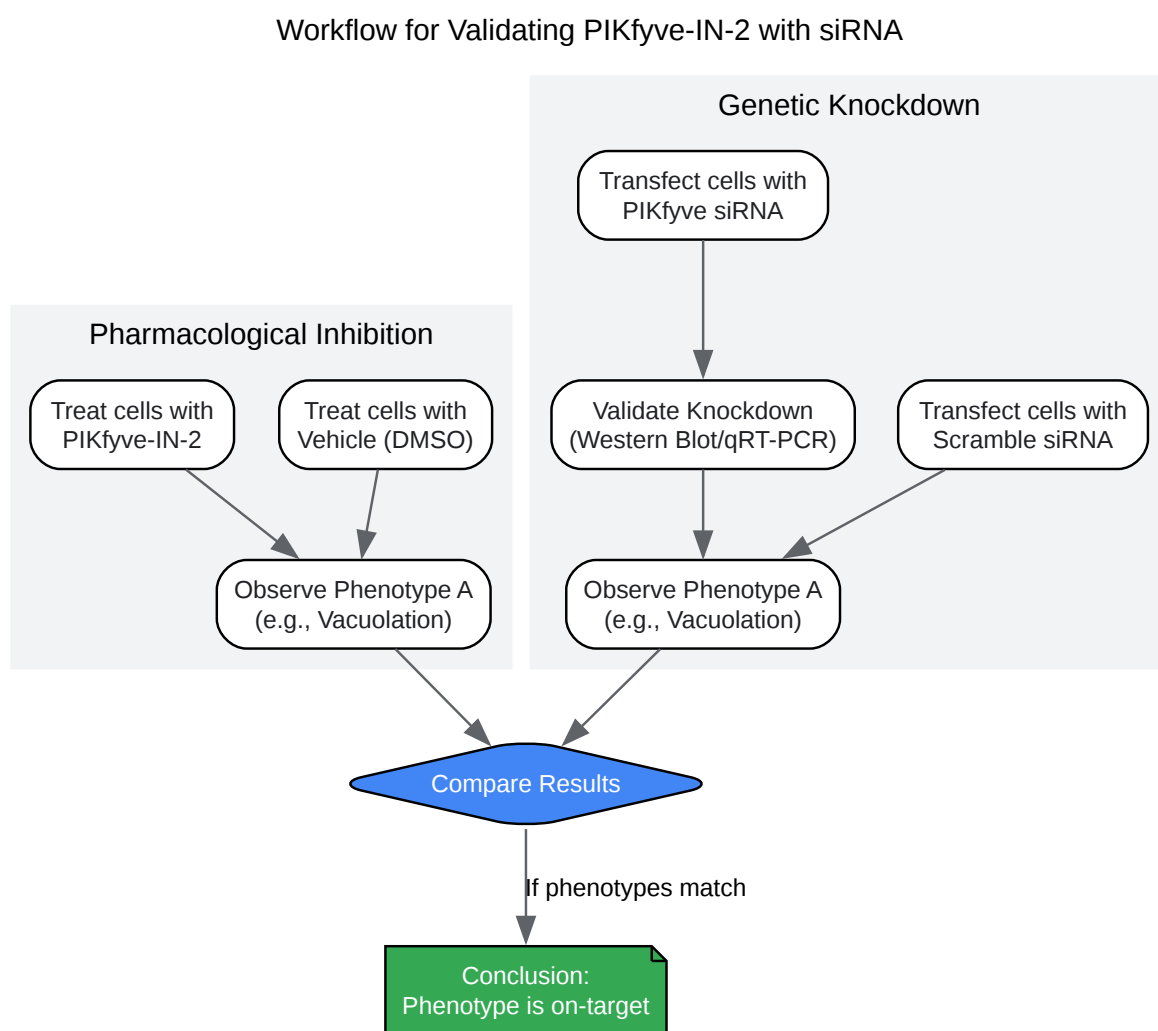 Workflow for Validating PIKfyve-IN-2 with siRNA
Genetic Knockdown
Transfect cells with
PIKfyve siRNA
Pharmacological Inhibition
Treat cells with
PIKfyve-IN-2
Treat cells with
Vehicle (DMSO)
Validate Knockdown
(Western Blot/qRT-PCR)
Transfect cells with
Scramble siRNA
Observe Phenotype A
(e.g., Vacuolation)
Observe Phenotype A
(e.g., Vacuolation)
Compare Results
If phenotypes match
Conclusion:
Phenotype is on-target